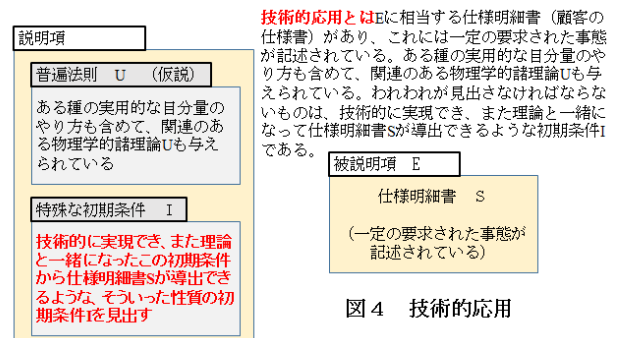 技術的応用とはEに相当する仕様明細書（顧客の
仕様書）があり、これには一定の要求された事態
が記述されている。ある種の実用的な目分量のや
り方も含めて、関連のある物理学的諸理論Uも与
えられている。われわれが見出さなければならな
いものは、技術的に実現でき、また理論と一緒に
なって仕様明細書Sが導出できるような初期条件I
である。
説明項
普遍法則　U　（仮説）
ある種の実用的な目分量の
やり方も含めて、関連のあ
る物理学的諸理論Uも与え
られている
特殊な初期条件　I
技術的に実現でき、また理論
と一緒になったこの初期条件
から仕様明細書Sが導出でき
るような、そういった性質の初
期条件Iを見出す
被説明項　E
仕様明細書　S
（一定の要求された事態が
記述されている）
図４　技術的応用